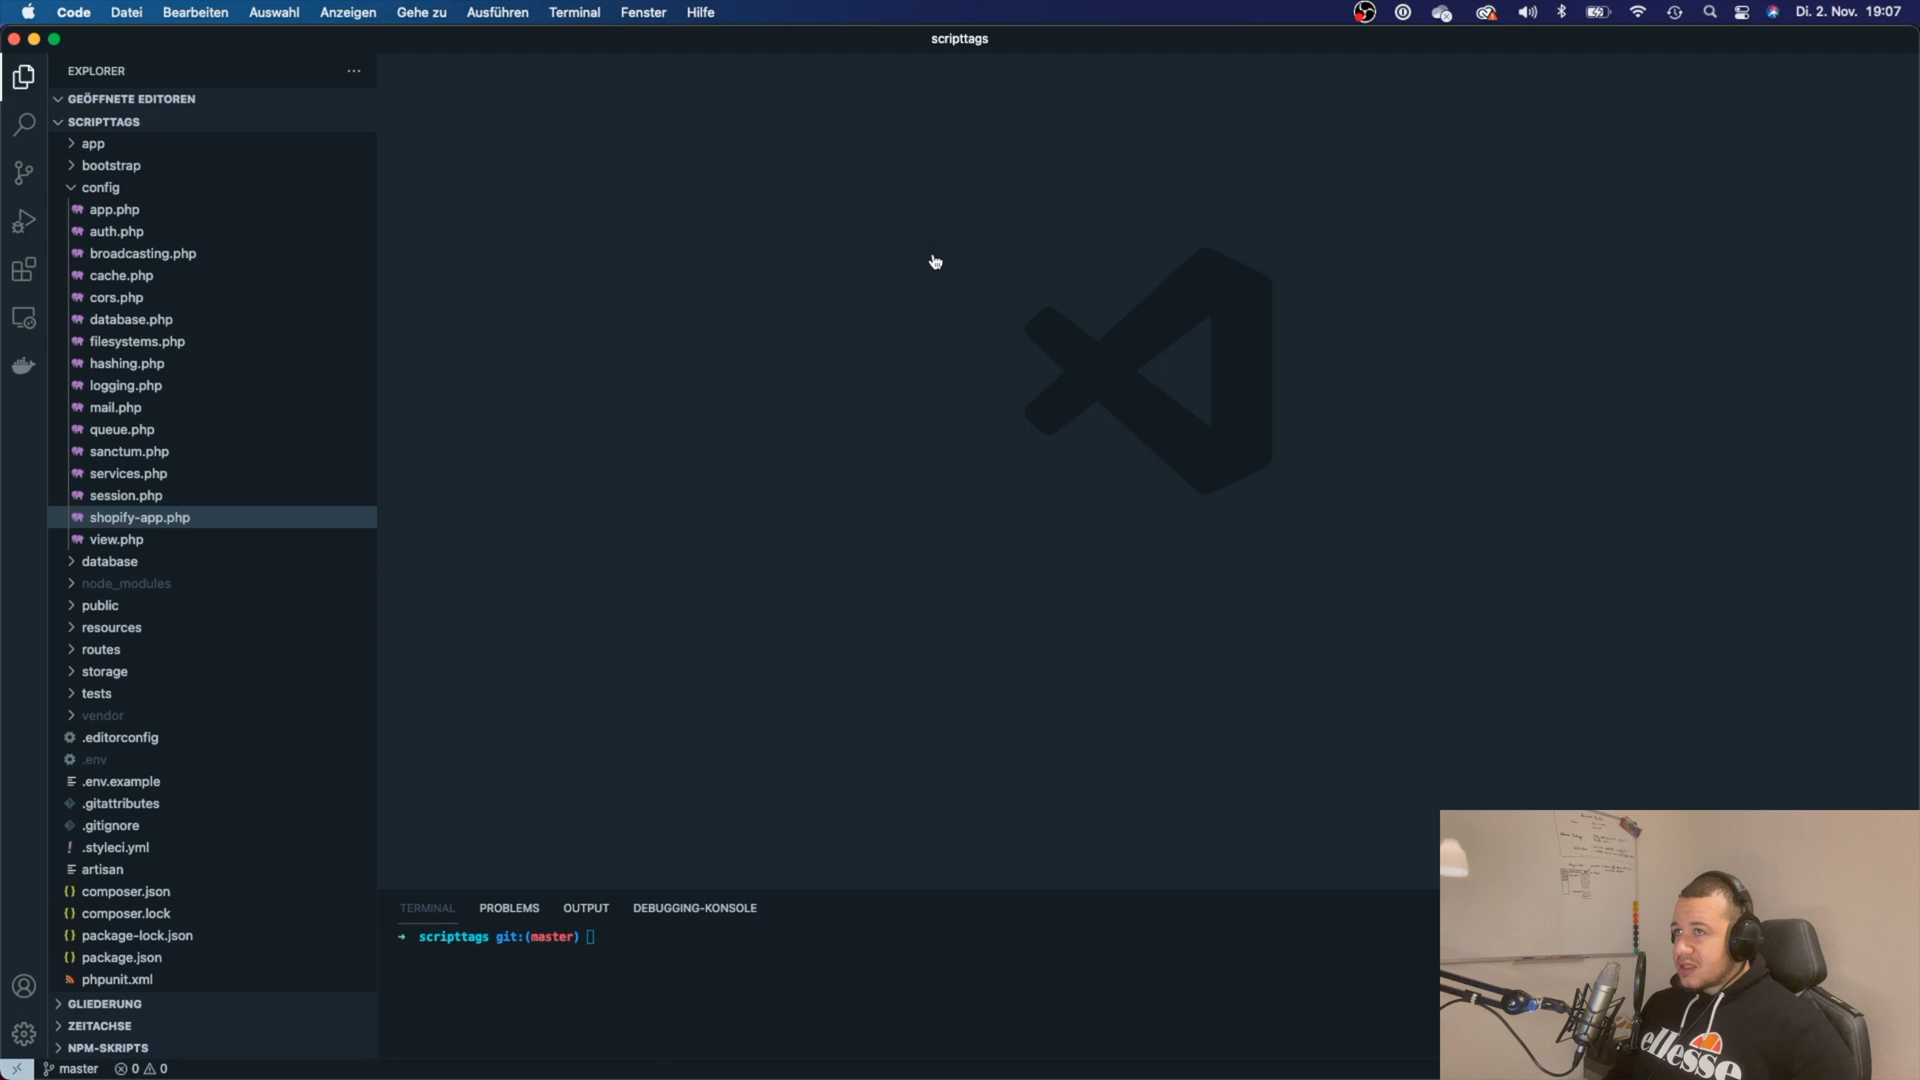 Code Datei Bearbeiten Auswahl Anzeigen Gehe zu Ausführen Terminal Fenster Hilfe Di. 2. Nov. 19:07
scripttags
EXPLORER
GEÖFFNETE EDITOREN
SCRIPTTAGS
app
bootstrap
config
app.php
auth.php
broadcasting.php
cache.php
cors.php
database.php
filesystems.php
hashing.php
logging.php
mail.php
queue.php
sanctum.php
services.php
session.php
shopify-app.php
view.php
database
node_modules
public
resources
routes
storage
tests
vendor
.editorconfig
.env
.env.example
.gitattributes
.gitignore
.styleci.yml
artisan
composer.json
composer.lock
package-lock.json
package.json
phpunit.xml
GLIEDERUNG
ZEITACHSE
NPM-SKRIPTS
master 0 0
TERMINAL PROBLEMS OUTPUT DEBUGGING-KONSOLE
→ scripttags git:(master)
ellesse